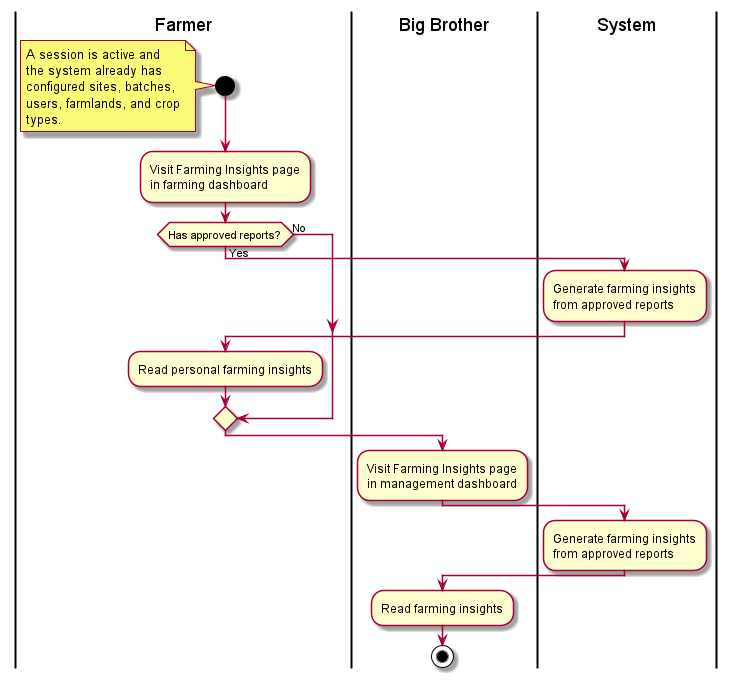 Farmer
Big Brother
System
A session is active and
the system already has
configured sites, batches,
users, farmlands, and crop
types.
Visit Farming Insights page
in farming dashboard
Has approved reports?
No
Yes
Generate farming insights
from approved reports
Read personal farming insights
Visit Farming Insights page
in management dashboard
Generate farming insights
from approved reports
Read farming insights